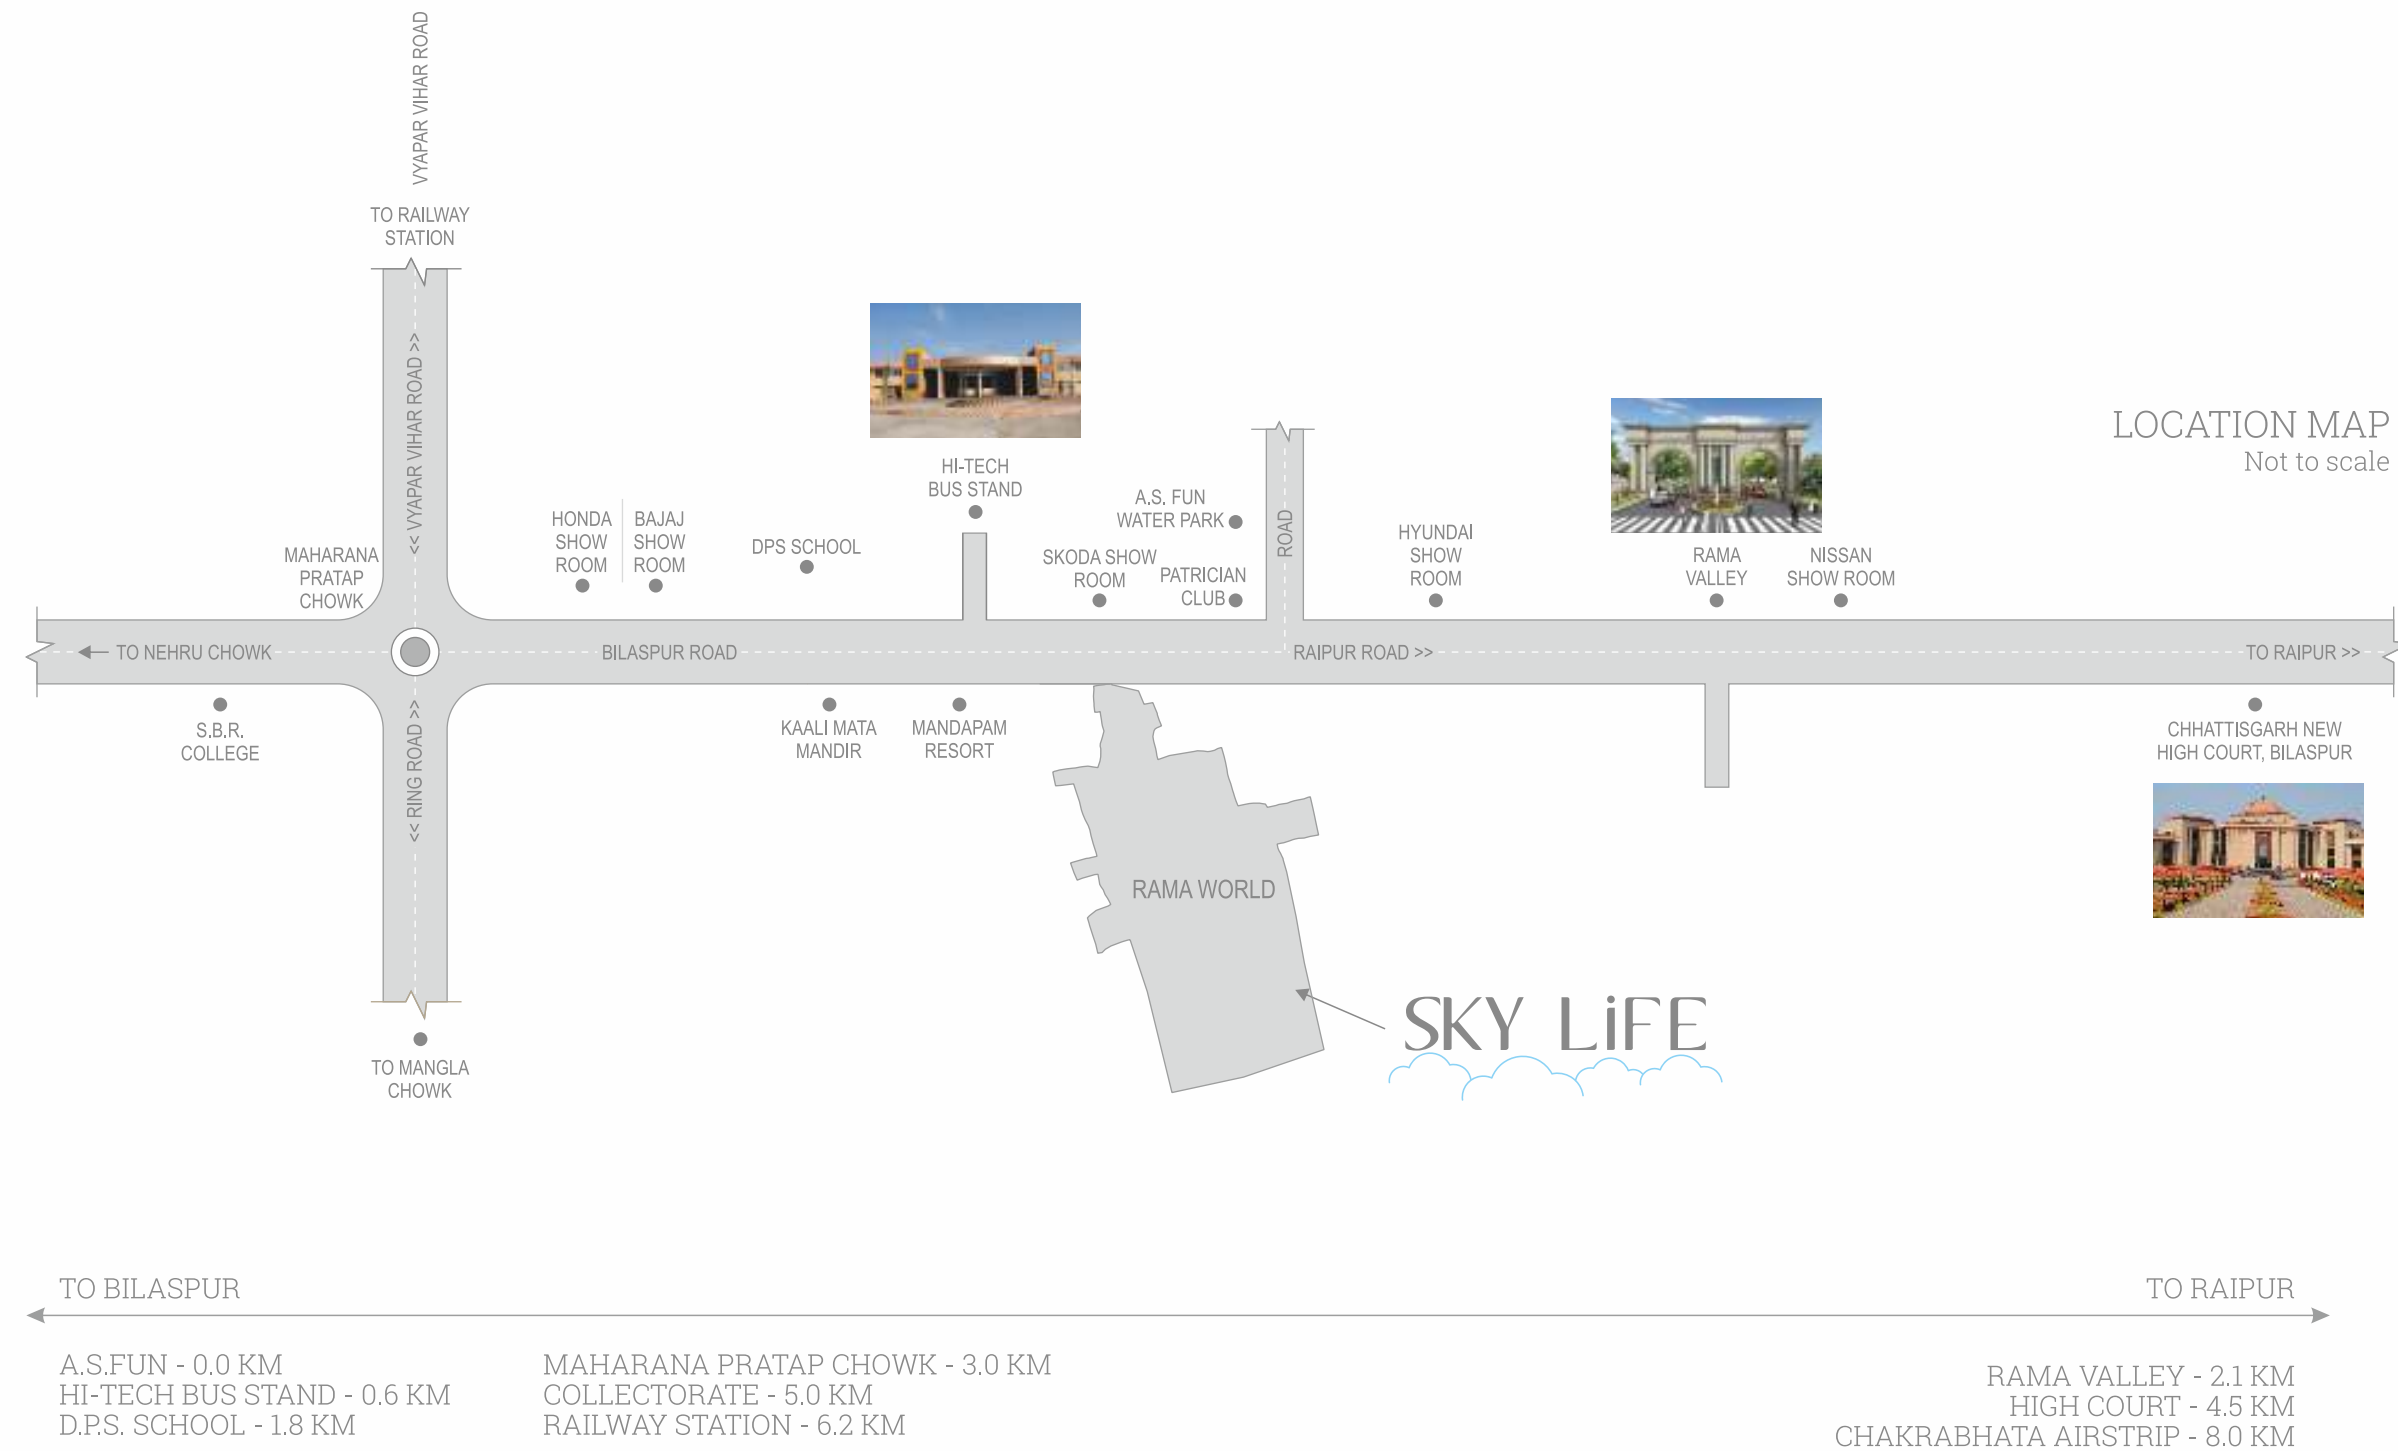 VYAPAR VIHAR ROAD
TO RAILWAY
STATION
<< VYAPAR VIHAR ROAD >>
LOCATION MAP
Not to scale
MAHARANA
PRATAP
CHOWK
HONDA
SHOW
ROOM
BAJAJ
SHOW
ROOM
DPS SCHOOL
HI-TECH
BUS STAND
A.S. FUN
WATER PARK
SKODA SHOW
ROOM
PATRICIAN
CLUB
ROAD
HYUNDAI
SHOW
ROOM
RAMA
VALLEY
NISSAN
SHOW ROOM
TO NEHRU CHOWK
BILASPUR ROAD
RAIPUR ROAD >>
TO RAIPUR >>
S.B.R.
COLLEGE
<< RING ROAD >>
KAALI MATA
MANDIR
MANDAPAM
RESORT
CHHATTISGARH NEW
HIGH COURT, BILASPUR
RAMA WORLD
SKY LiFE
TO MANGLA
CHOWK
TO BILASPUR
TO RAIPUR
A.S.FUN - 0.0 KM
HI-TECH BUS STAND - 0.6 KM
D.P.S. SCHOOL - 1.8 KM
MAHARANA PRATAP CHOWK - 3.0 KM
COLLECTORATE - 5.0 KM
RAILWAY STATION - 6.2 KM
RAMA VALLEY - 2.1 KM
HIGH COURT - 4.5 KM
CHAKRABHATA AIRSTRIP - 8.0 KM